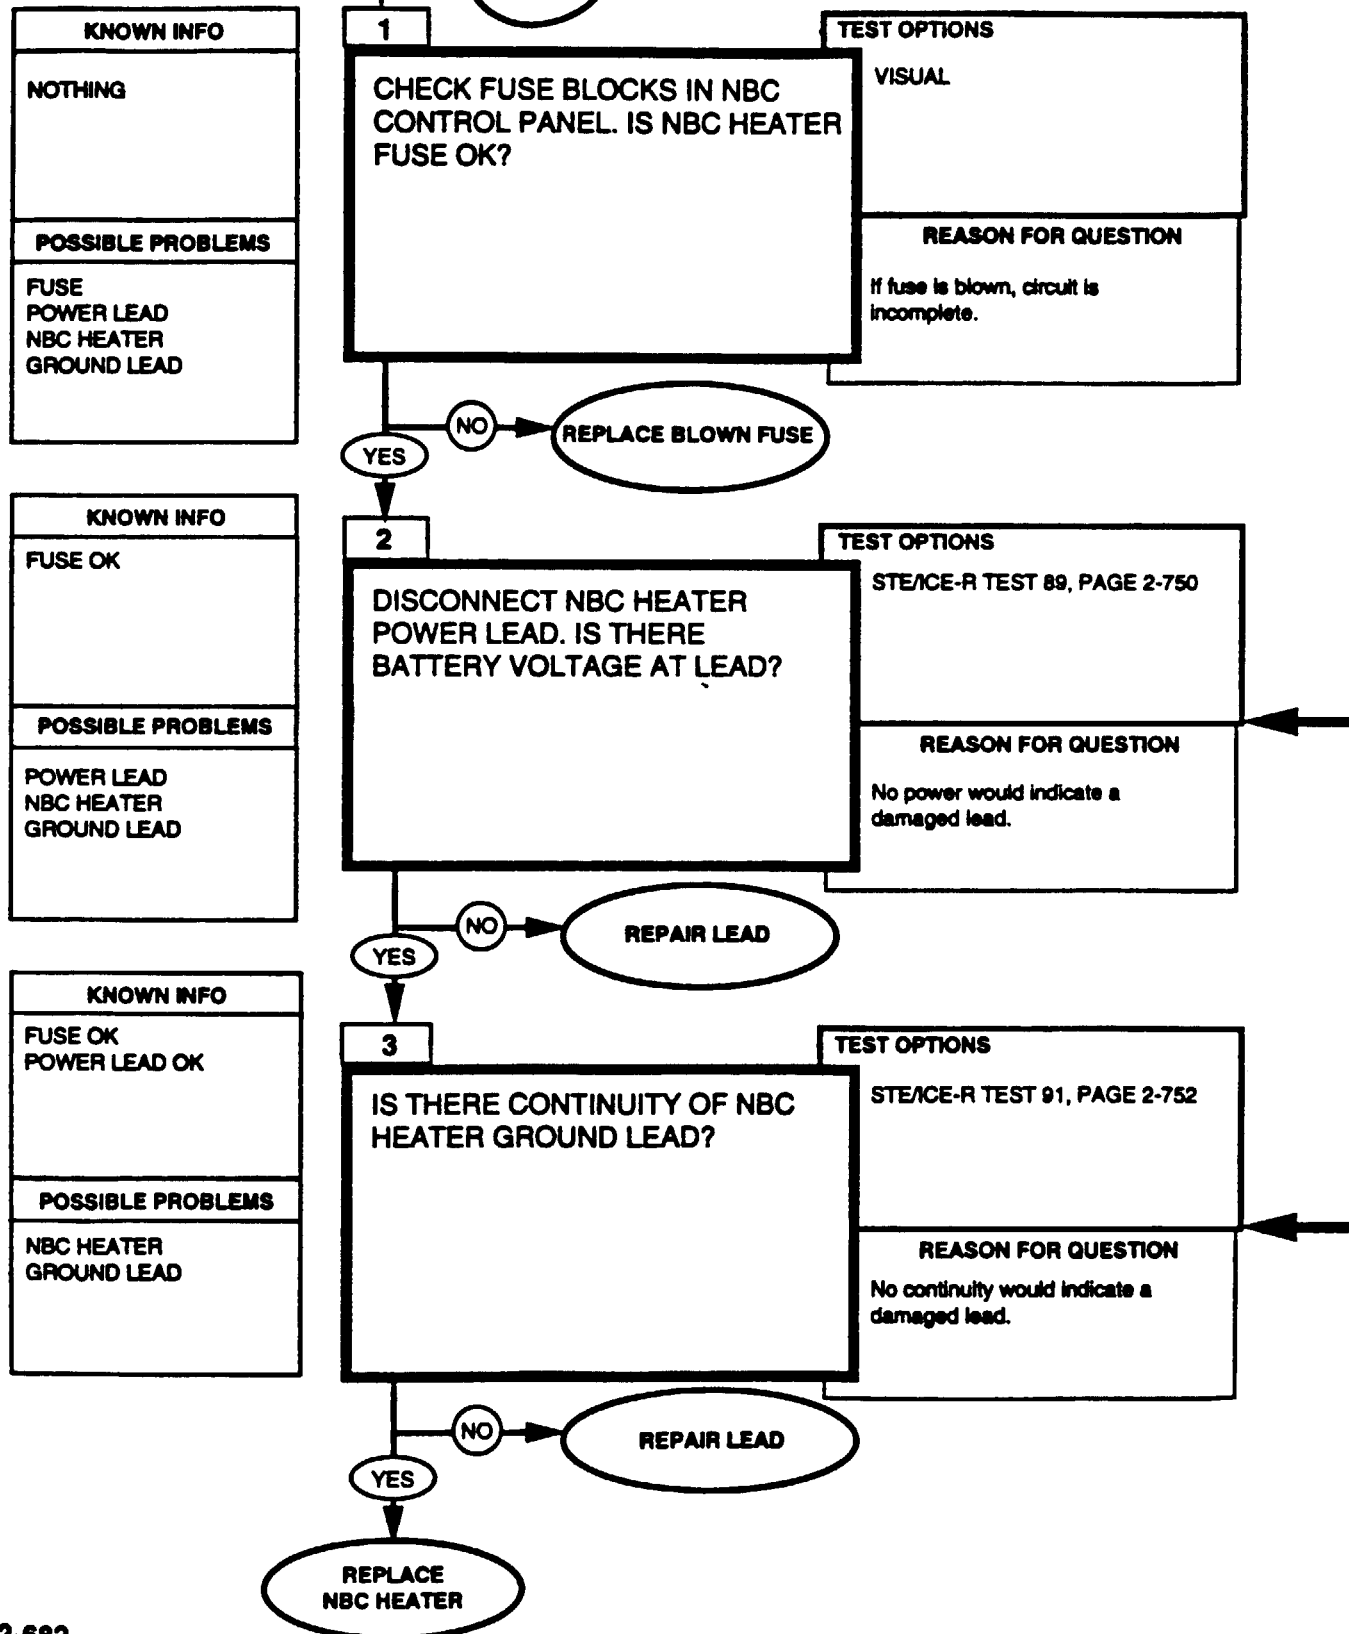 KNOWN INFO
NOTHING
POSSIBLE PROBLEMS
FUSE
POWER LEAD
NBC HEATER
GROUND LEAD
1
CHECK FUSE BLOCKS IN NBC
CONTROL PANEL. IS NBC HEATER
FUSE OK?
TEST OPTIONS
VISUAL
REASON FOR QUESTION
If fuse is blown, circuit is
incomplete.
NO
REPLACE BLOWN FUSE
YES
KNOWN INFO
FUSE OK
POSSIBLE PROBLEMS
POWER LEAD
NBC HEATER
GROUND LEAD
2
DISCONNECT NBC HEATER
POWER LEAD. IS THERE
BATTERY VOLTAGE AT LEAD?
TEST OPTIONS
STE/ICE-R TEST 89, PAGE 2-750
REASON FOR QUESTION
No power would indicate a
damaged lead.
NO
REPAIR LEAD
YES
KNOWN INFO
FUSE OK
POWER LEAD OK
POSSIBLE PROBLEMS
NBC HEATER
GROUND LEAD
3
IS THERE CONTINUITY OF NBC
HEATER GROUND LEAD?
TEST OPTIONS
STE/ICE-R TEST 91, PAGE 2-752
REASON FOR QUESTION
No continuity would indicate a
damaged lead.
NO
REPAIR LEAD
YES
REPLACE
NBC HEATER